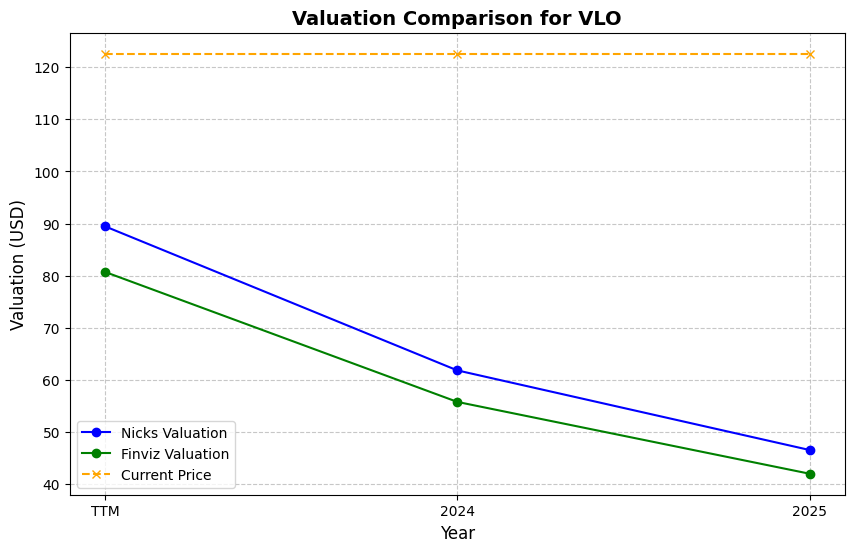 Valuation Comparison for VLO
Valuation (USD)
120
110
100
90
80
70
60
50
40
Nicks Valuation
Finviz Valuation
Current Price
TTM
2024
2025
Year